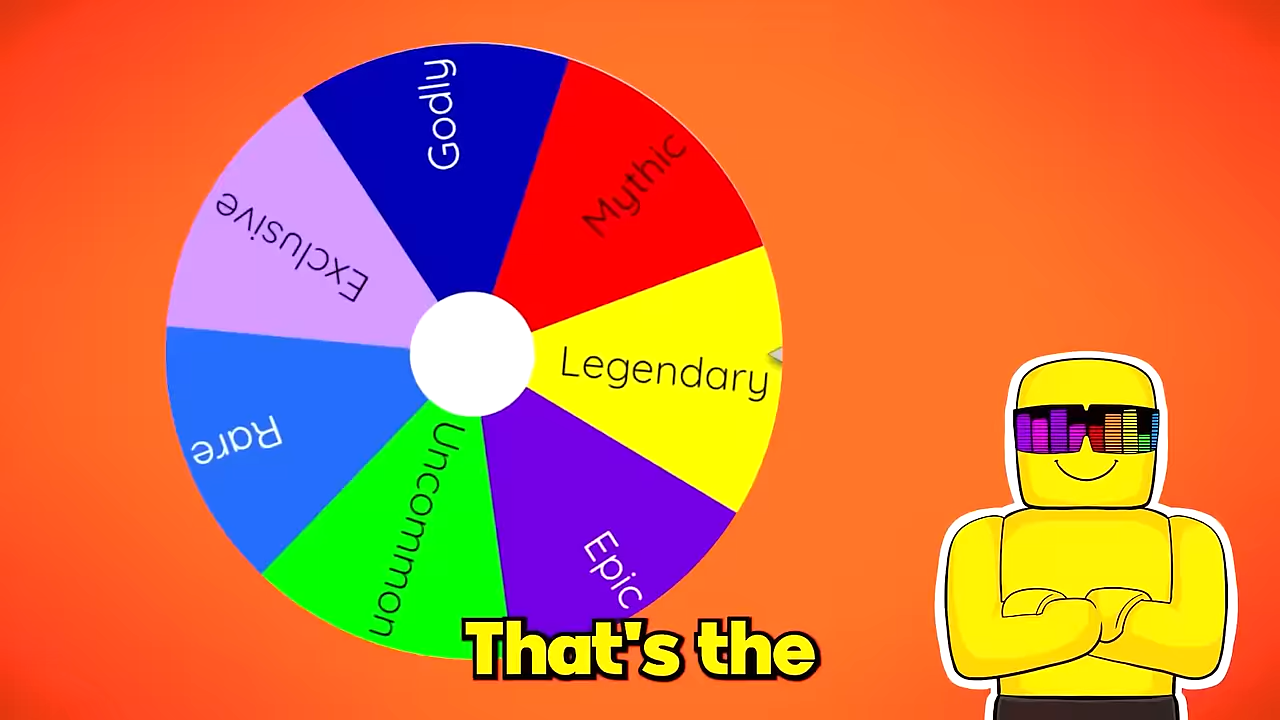 Godly
Mythic
Legendary
Epic
Uncommon
Rare
Exclusive
That's the